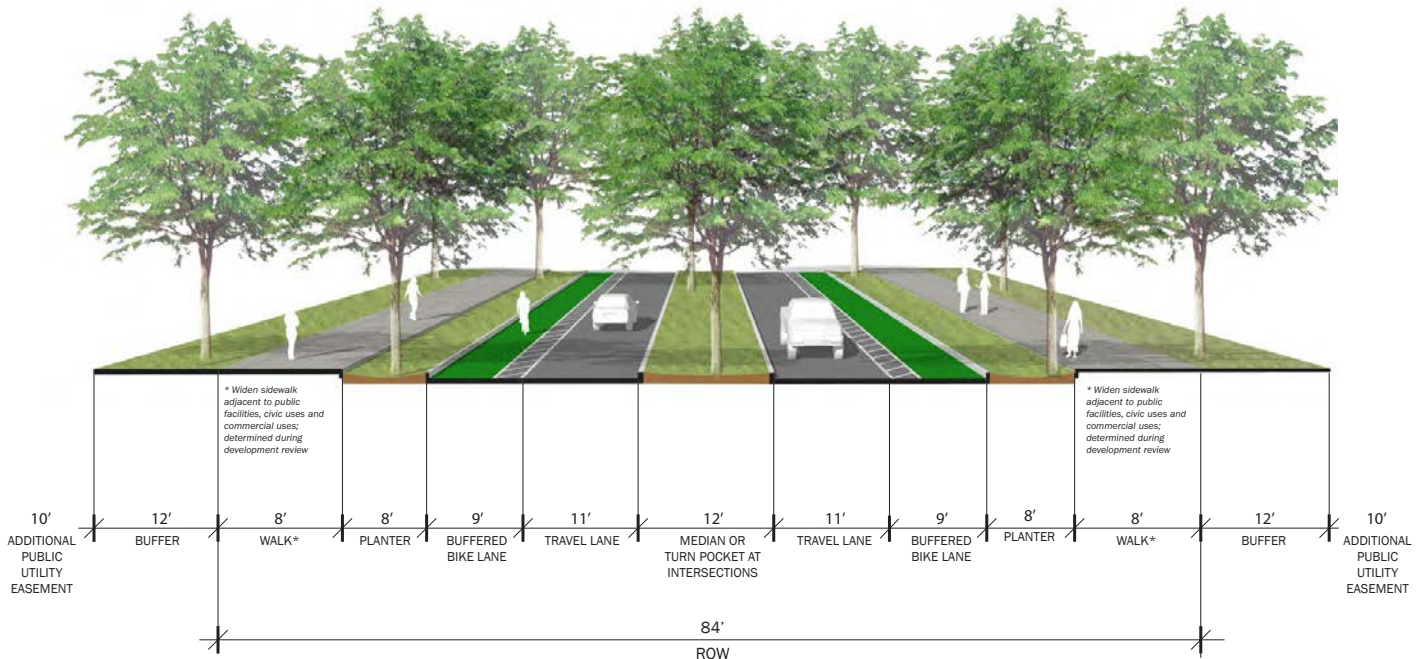 * Widen sidewalk
adjacent to public
facilities, civic uses and
commercial uses;
determined during
development review
* Widen sidewalk
adjacent to public
facilities, civic uses and
commercial uses;
determined during
development review
10’
ADDITIONAL
PUBLIC
UTILITY
EASEMENT
12’
BUFFER
8’
WALK*
8’
PLANTER
9’
BUFFERED
BIKE LANE
11’
TRAVEL LANE
12’
MEDIAN OR
TURN POCKET AT
INTERSECTIONS
11’
TRAVEL LANE
9’
BUFFERED
BIKE LANE
8’
PLANTER
8’
WALK*
12’
BUFFER
10’
ADDITIONAL
PUBLIC
UTILITY
EASEMENT
84’
ROW